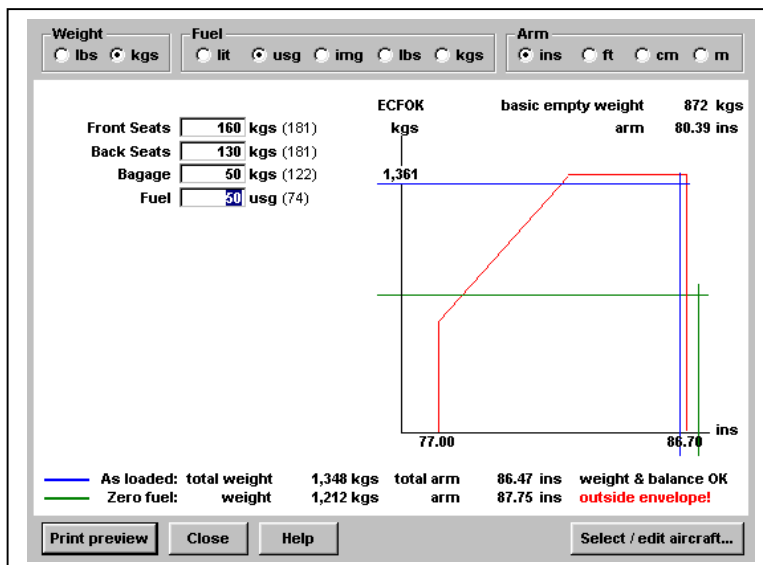 Weight Fuel Arm
lbs kgs lit usg img lbs kgs ins ft cm m
ECFOK basic empty weight 872 kgs
Front Seats 160 kgs (181) kgs arm 80.39 ins
Back Seats 130 kgs (181)
Bagage 50 kgs (122) 1,361
Fuel 50 usg (74)
ins
77.00 86.70
As loaded: total weight 1,348 kgs total arm 86.47 ins weight & balance OK
Zero fuel: weight 1,212 kgs arm 87.75 ins outside envelope!
Print preview Close Help Select / edit aircraft...